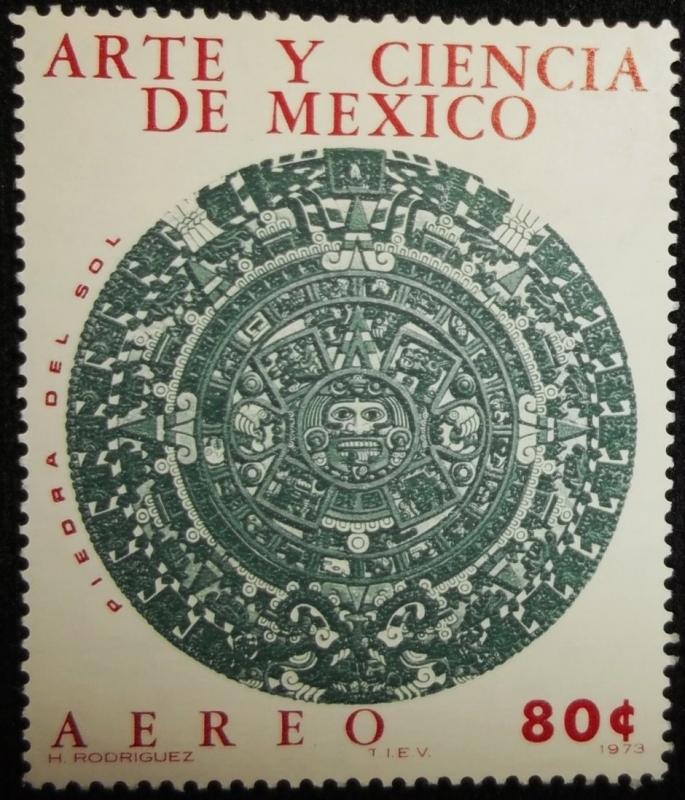 ARTE Y CIENCIA
DE MEXICO
PIEDRA DEL SOL
AEREO
80¢
H. RODRIGUEZ
T.I.E.V.
1973